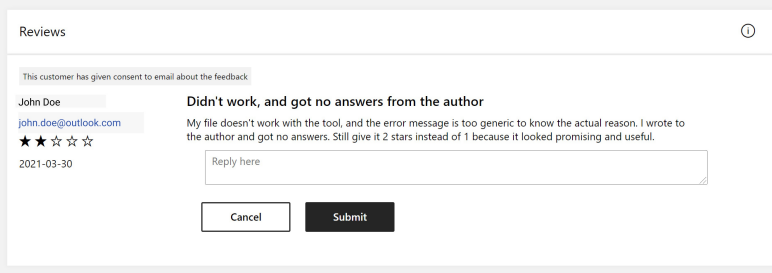 Reviews
This customer has given consent to email about the feedback
John Doe
Didn't work, and got no answers from the author
john.doe@outlook.com
My file doesn't work with the tool, and the error message is too generic to know the actual reason. I wrote to
the author and got no answers. Still give it 2 stars instead of 1 because it looked promising and useful.
2021-03-30
Reply here
Cancel
Submit